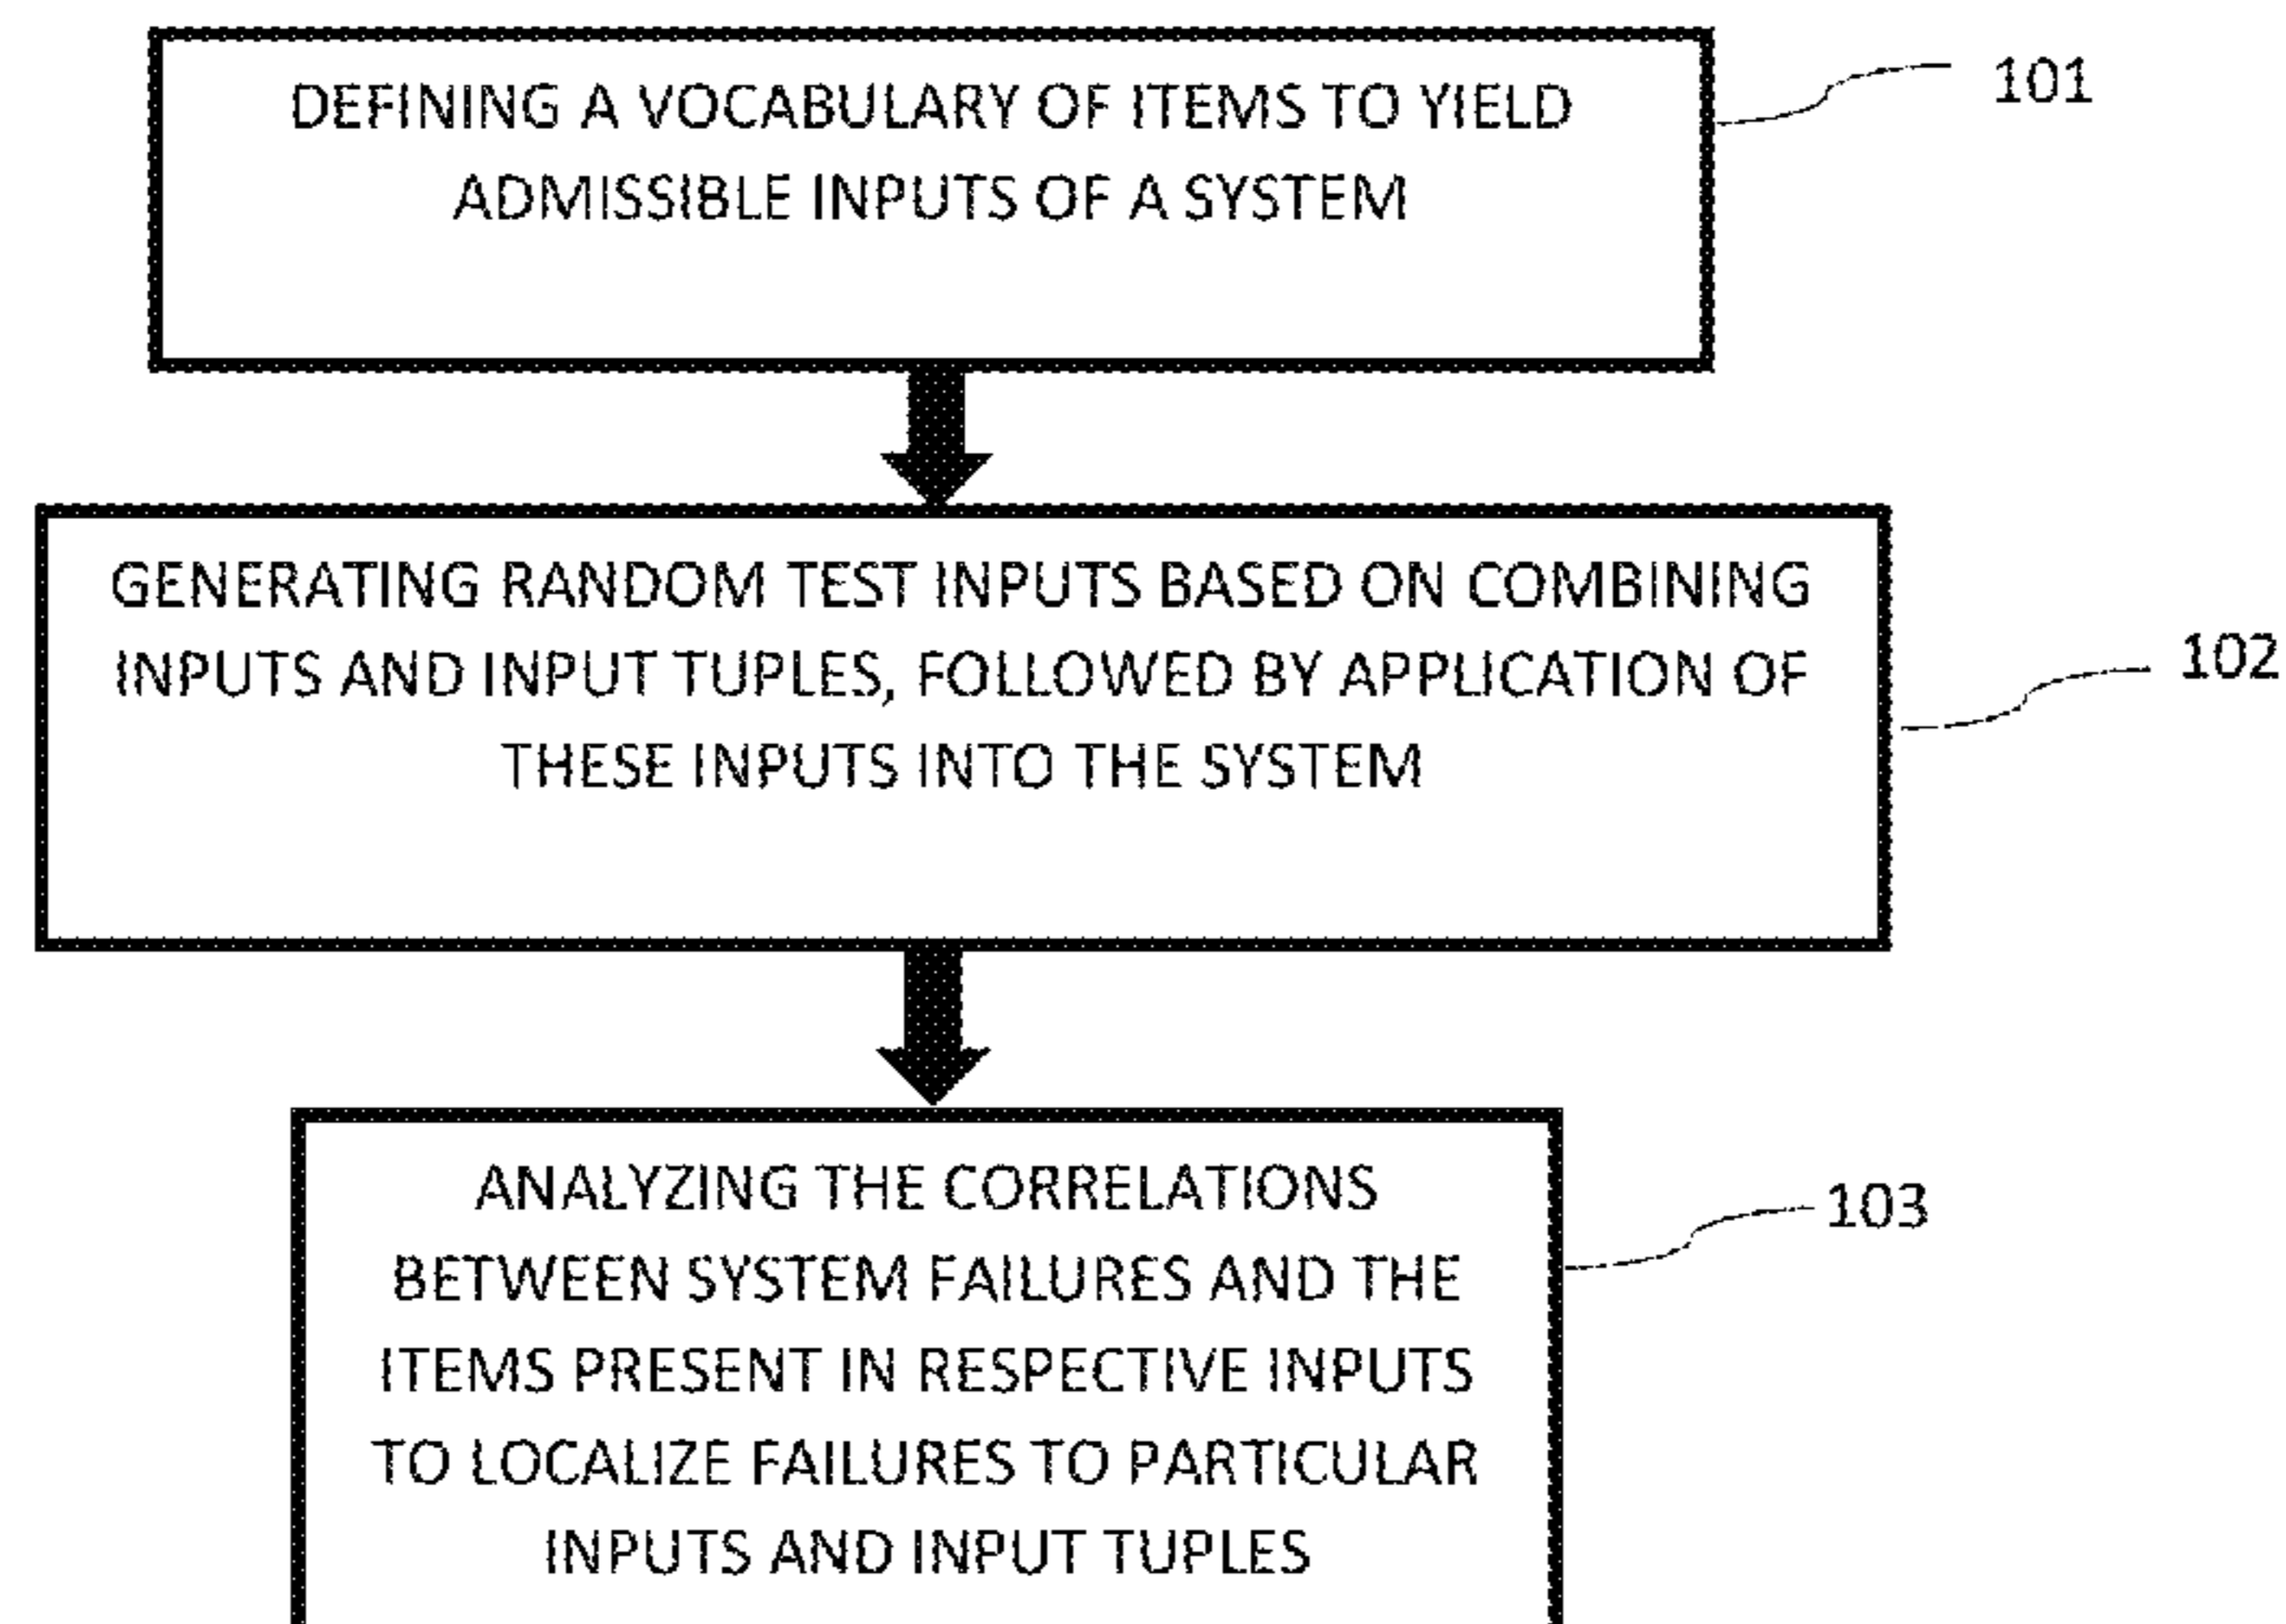 DEFINING A VOCABULARY OF ITEMS TO YIELD
ADMISSIBLE INPUTS OF A SYSTEM
101
GENERATING RANDOM TEST INPUTS BASED ON COMBINING
INPUTS AND INPUT TUPLES, FOLLOWED BY APPLICATION OF
THESE INPUTS INTO THE SYSTEM
102
ANALYZING THE CORRELATIONS
BETWEEN SYSTEM FAILURES AND THE
ITEMS PRESENT IN RESPECTIVE INPUTS
TO LOCALIZE FAILURES TO PARTICULAR
INPUTS AND INPUT TUPLES
103